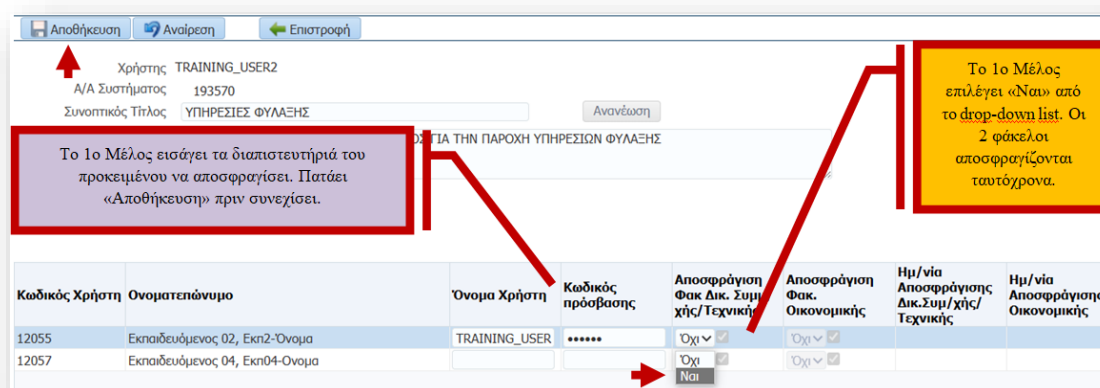 Αποθήκευση Αναίρεση Επιστροφή
Χρήστης TRAINING_USER2
Α/Α Συστήματος 193570
Συνοπτικός Τίτλος ΥΠΗΡΕΣΙΕΣ ΦΥΛΑΞΗΣ Ανανέωση
ΓΙΑ ΤΗΝ ΠΑΡΟΧΗ ΥΠΗΡΕΣΙΩΝ ΦΥΛΑΞΗΣ
Το 1ο Μέλος εισάγει τα διαπιστευτήριά του
προκειμένου να αποσφραγίσει. Πατάει
«Αποθήκευση» πριν συνεχίσει.
Το 1ο Μέλος
επιλέγει «Ναι» από
το drop-down list. Οι
2 φάκελοι
αποσφραγίζονται
ταυτόχρονα.
Κωδικός Χρήστη Ονοματεπώνυμο Όνομα Χρήστη Κωδικός πρόσβασης Αποσφράγιση Φακ Δικ. Συμ χής/Τεχνικής Αποσφράγιση Φακ. Οικονομικής Ημ/νία Αποσφράγισης Δικ.Συμ/χής/ Τεχνικής Ημ/νία Αποσφράγισης Οικονομικής
12055 Εκπαιδευόμενος 02, Εκπ2-Όνομα TRAINING_USER •••••• Όχι Όχι
12057 Εκπαιδευόμενος 04, Εκπ04-Ονομα Όχι Όχι
Ναι